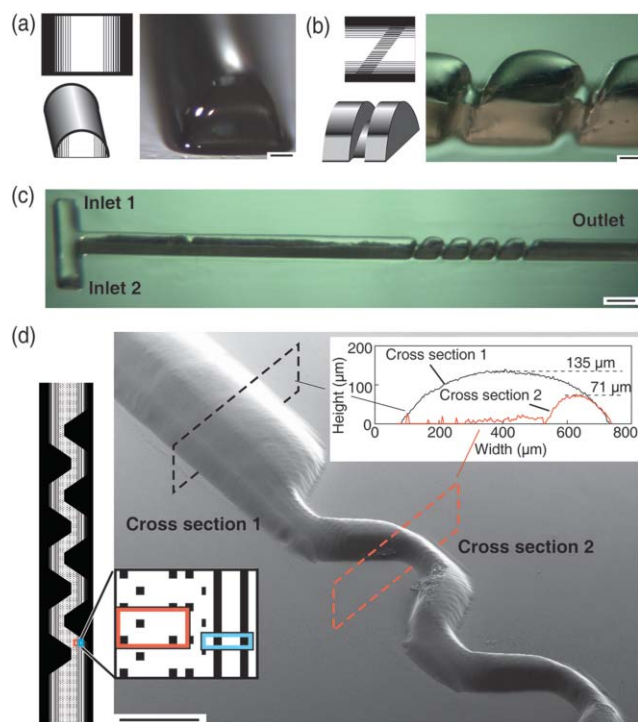 (a)
(b)
(c)
Inlet 1
Outlet
Inlet 2
(d)
200
Cross section 1
135 µm
Height (µm)
100
Cross section 2
71 µm
0
0 200 400 600 800
Width (µm)
Cross section 1
Cross section 2